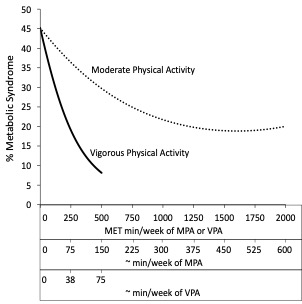 % Metabolic Syndrome
50
45
40
35
30
25
20
15
10
5
0
Moderate Physical Activity
Vigorous Physical Activity
0 250 500 750 1000 1250 1500 1750 2000
MET min/week of MPA or VPA
0 75 150 225 300 375 450 525 600
~ min/week of MPA
0 38 75
~ min/week of VPA